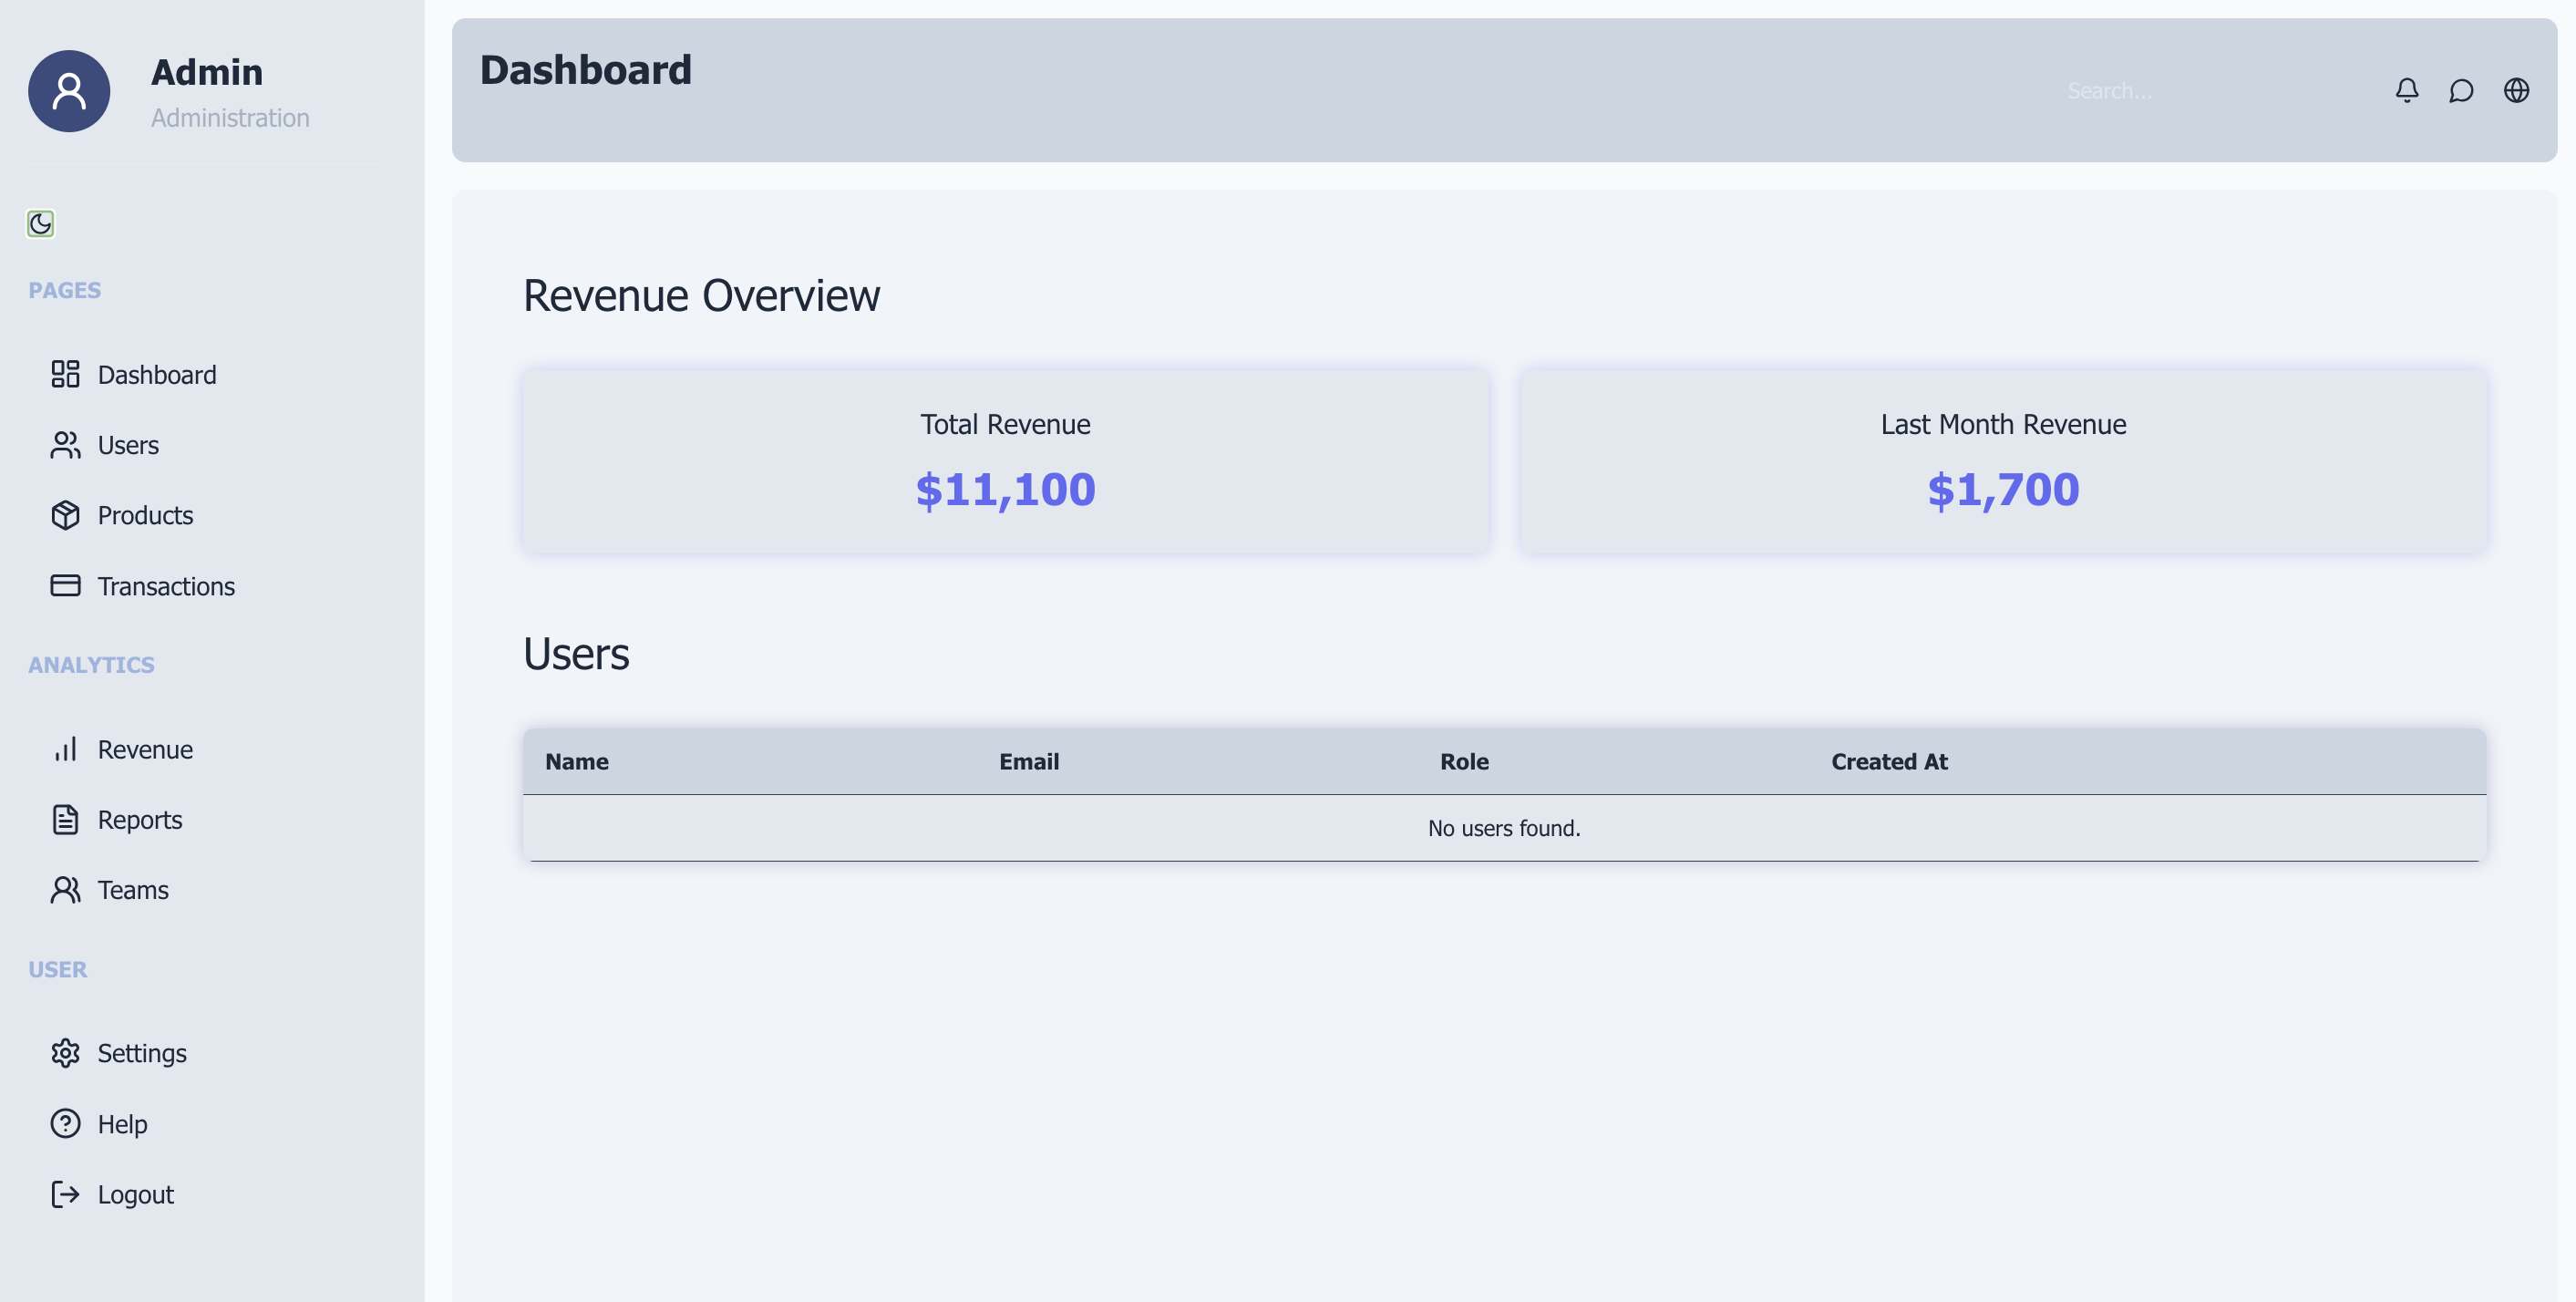 Admin
Administration
PAGES
Dashboard
Users
Products
Transactions
ANALYTICS
Revenue
Reports
Teams
USER
Settings
Help
Logout
Dashboard
Search...
Revenue Overview
Total Revenue
$11,100
Last Month Revenue
$1,700
Users
Name Email Role Created At
No users found.